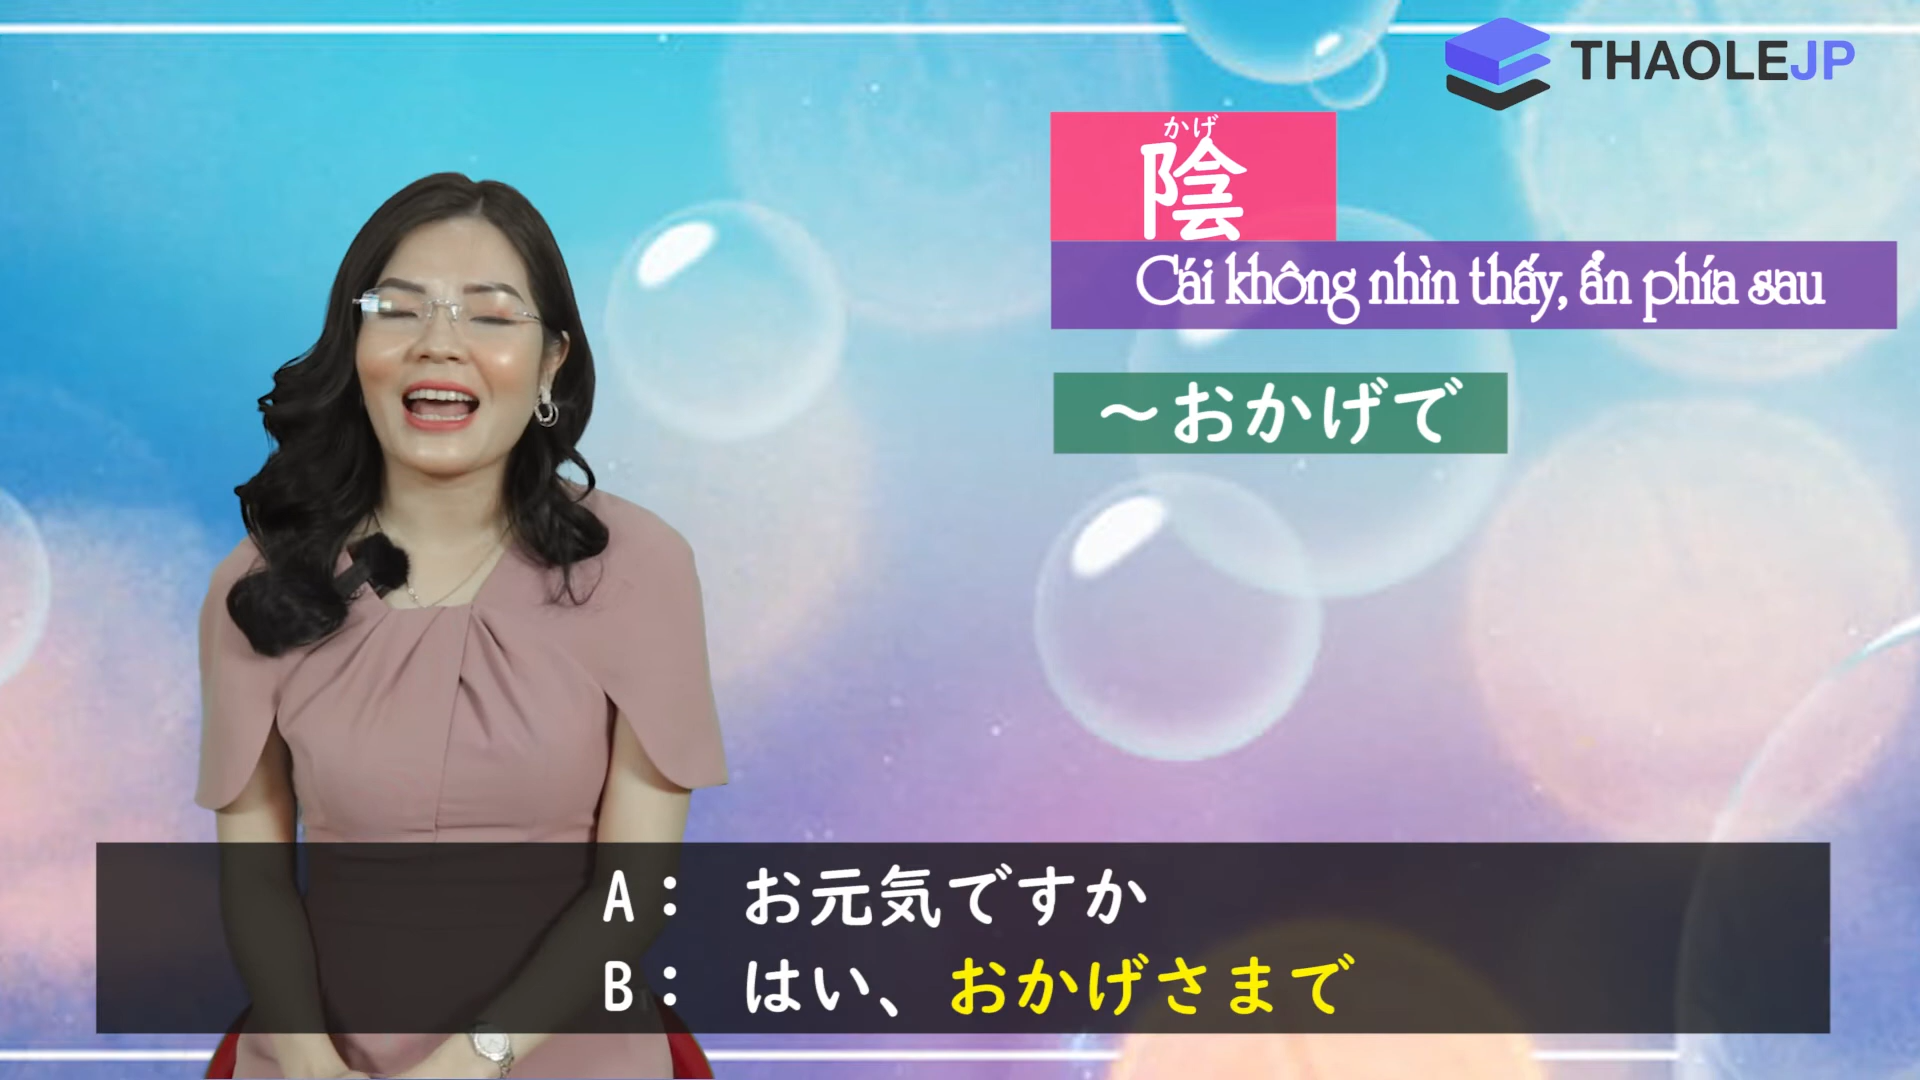 THAOLEJP
かげ
陰
Cái không nhìn thấy, ẩn phía sau
～おかげで
A： お元気ですか
B： はい、おかげさまで